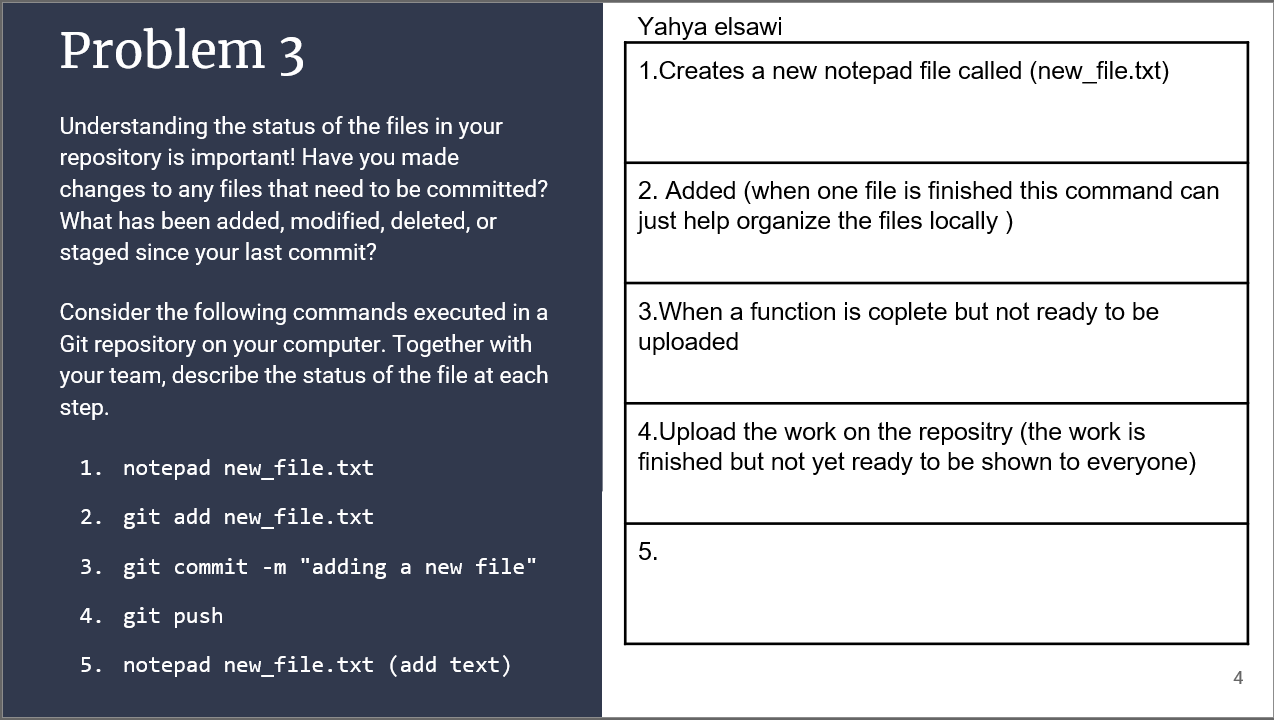 Problem 3
Understanding the status of the files in your
repository is important! Have you made
changes to any files that need to be committed?
What has been added, modified, deleted, or
staged since your last commit?
Consider the following commands executed in a
Git repository on your computer. Together with
your team, describe the status of the file at each
step.
1. notepad new_file.txt
2. git add new_file.txt
3. git commit -m "adding a new file"
4. git push
5. notepad new_file.txt (add text)
Yahya elsawi
1.Creates a new notepad file called (new_file.txt)
2. Added (when one file is finished this command can
just help organize the files locally )
3.When a function is coplete but not ready to be
uploaded
4.Upload the work on the repositry (the work is
finished but not yet ready to be shown to everyone)
5.
4